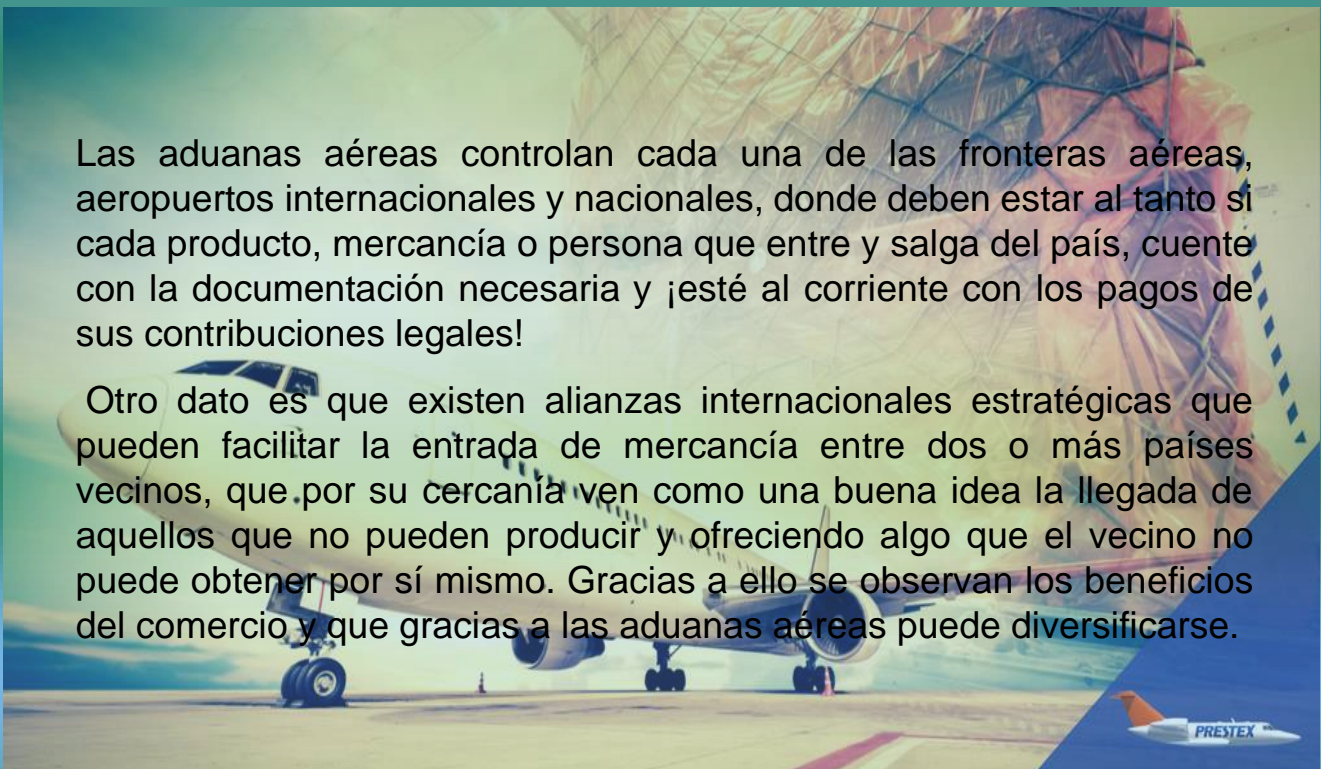 Las aduanas aéreas controlan cada una de las fronteras aéreas,
aeropuertos internacionales y nacionales, donde deben estar al tanto si
cada producto, mercancía o persona que entre y salga del país, cuente
con la documentación necesaria y ¡esté al corriente con los pagos de
sus contribuciones legales!
Otro dato es que existen alianzas internacionales estratégicas que
pueden facilitar la entrada de mercancía entre dos o más países
vecinos, que por su cercanía ven como una buena idea la llegada de
aquellos que no pueden producir y ofreciendo algo que el vecino no
puede obtener por sí mismo. Gracias a ello se observan los beneficios
del comercio y que gracias a las aduanas aéreas puede diversificarse.
PRESTEX